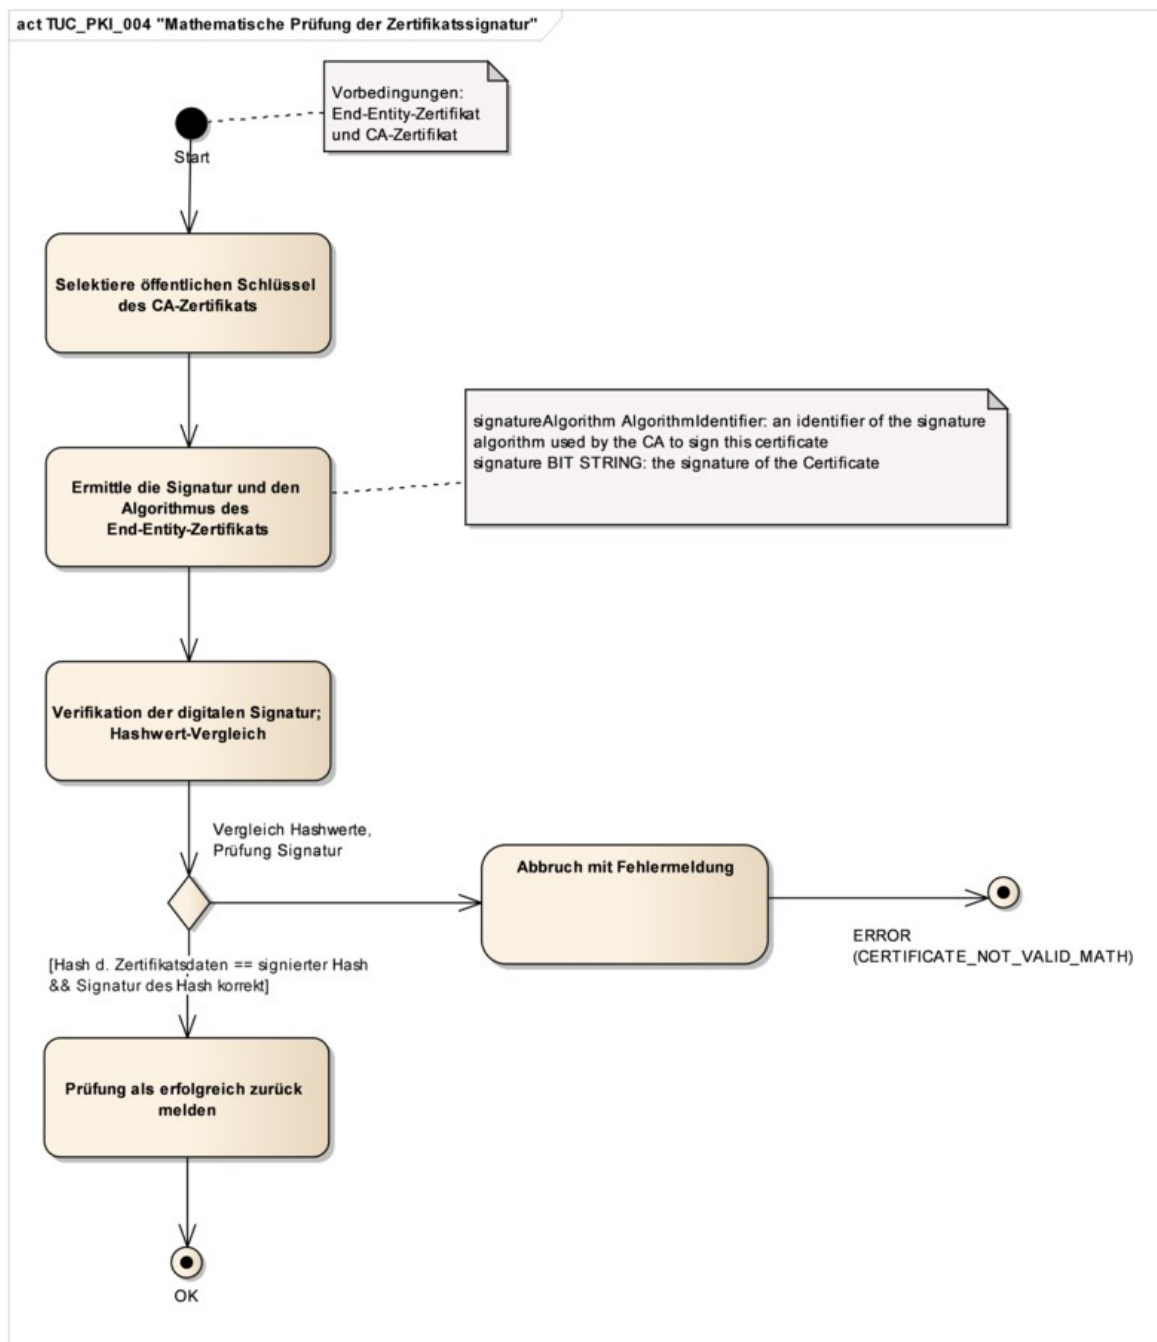 act TUC_PKI_004 "Mathematische Prüfung der Zertifikatssignatur"
Vorbedingungen:
End-Entity-Zertifikat
und CA-Zertifikat
Start
Selektiere öffentlichen Schlüssel
des CA-Zertifikats
signatureAlgorithm AlgorithmIdentifier: an identifier of the signature
algorithm used by the CA to sign this certificate
signature BIT STRING: the signature of the Certificate
Ermittle die Signatur und den
Algorithmus des
End-Entity-Zertifikats
Verifikation der digitalen Signatur;
Hashwert-Vergleich
Vergleich Hashwerte,
Prüfung Signatur
Abbruch mit Fehlermeldung
ERROR
(CERTIFICATE_NOT_VALID_MATH)
[Hash d. Zertifikatsdaten == signierter Hash
&& Signatur des Hash korrekt]
Prüfung als erfolgreich zurück
melden
OK